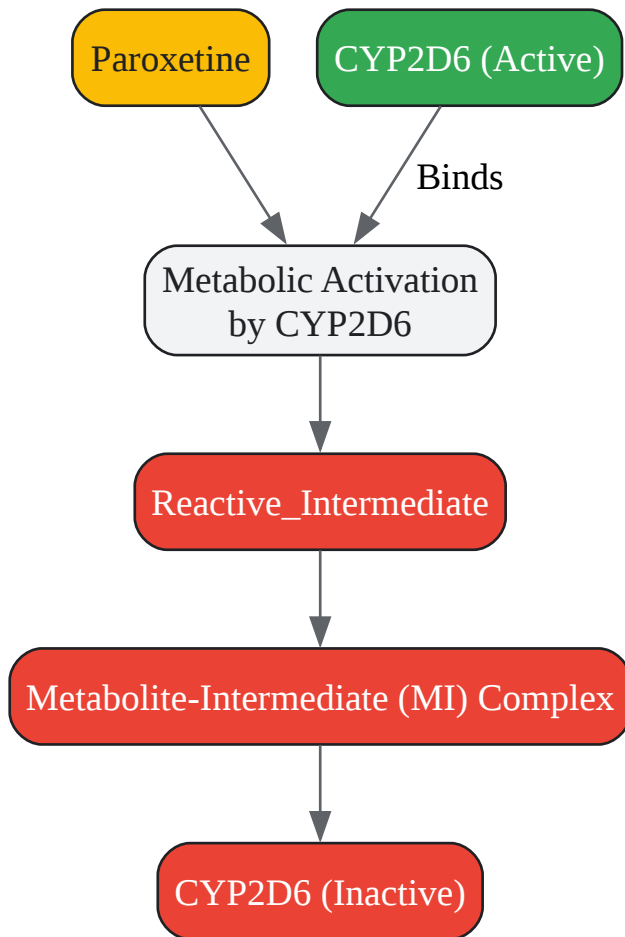 Paroxetine
CYP2D6 (Active)
Binds
Metabolic Activation
by CYP2D6
Reactive_Intermediate
Metabolite-Intermediate (MI) Complex
CYP2D6 (Inactive)